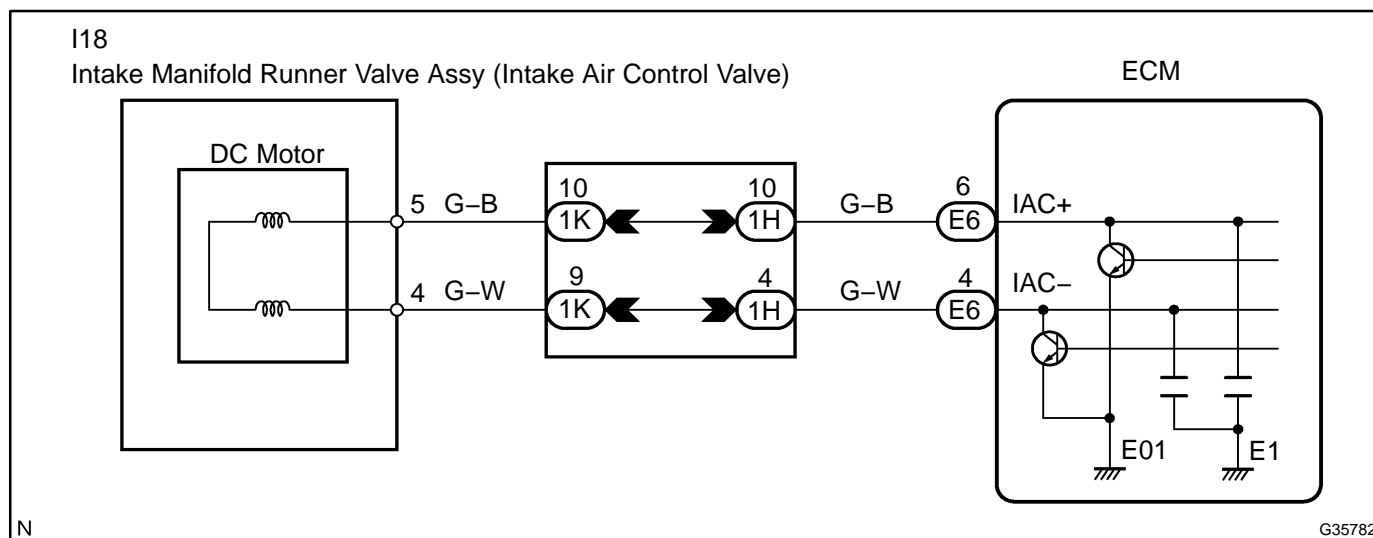 I18
Intake Manifold Runner Valve Assy (Intake Air Control Valve)
ECM
DC Motor
5 G–B
10
1K
10
1H
G–B
6
E6
IAC+
4 G–W
9
1K
4
1H
G–W
4
E6
IAC–
E01
E1
N
G35782